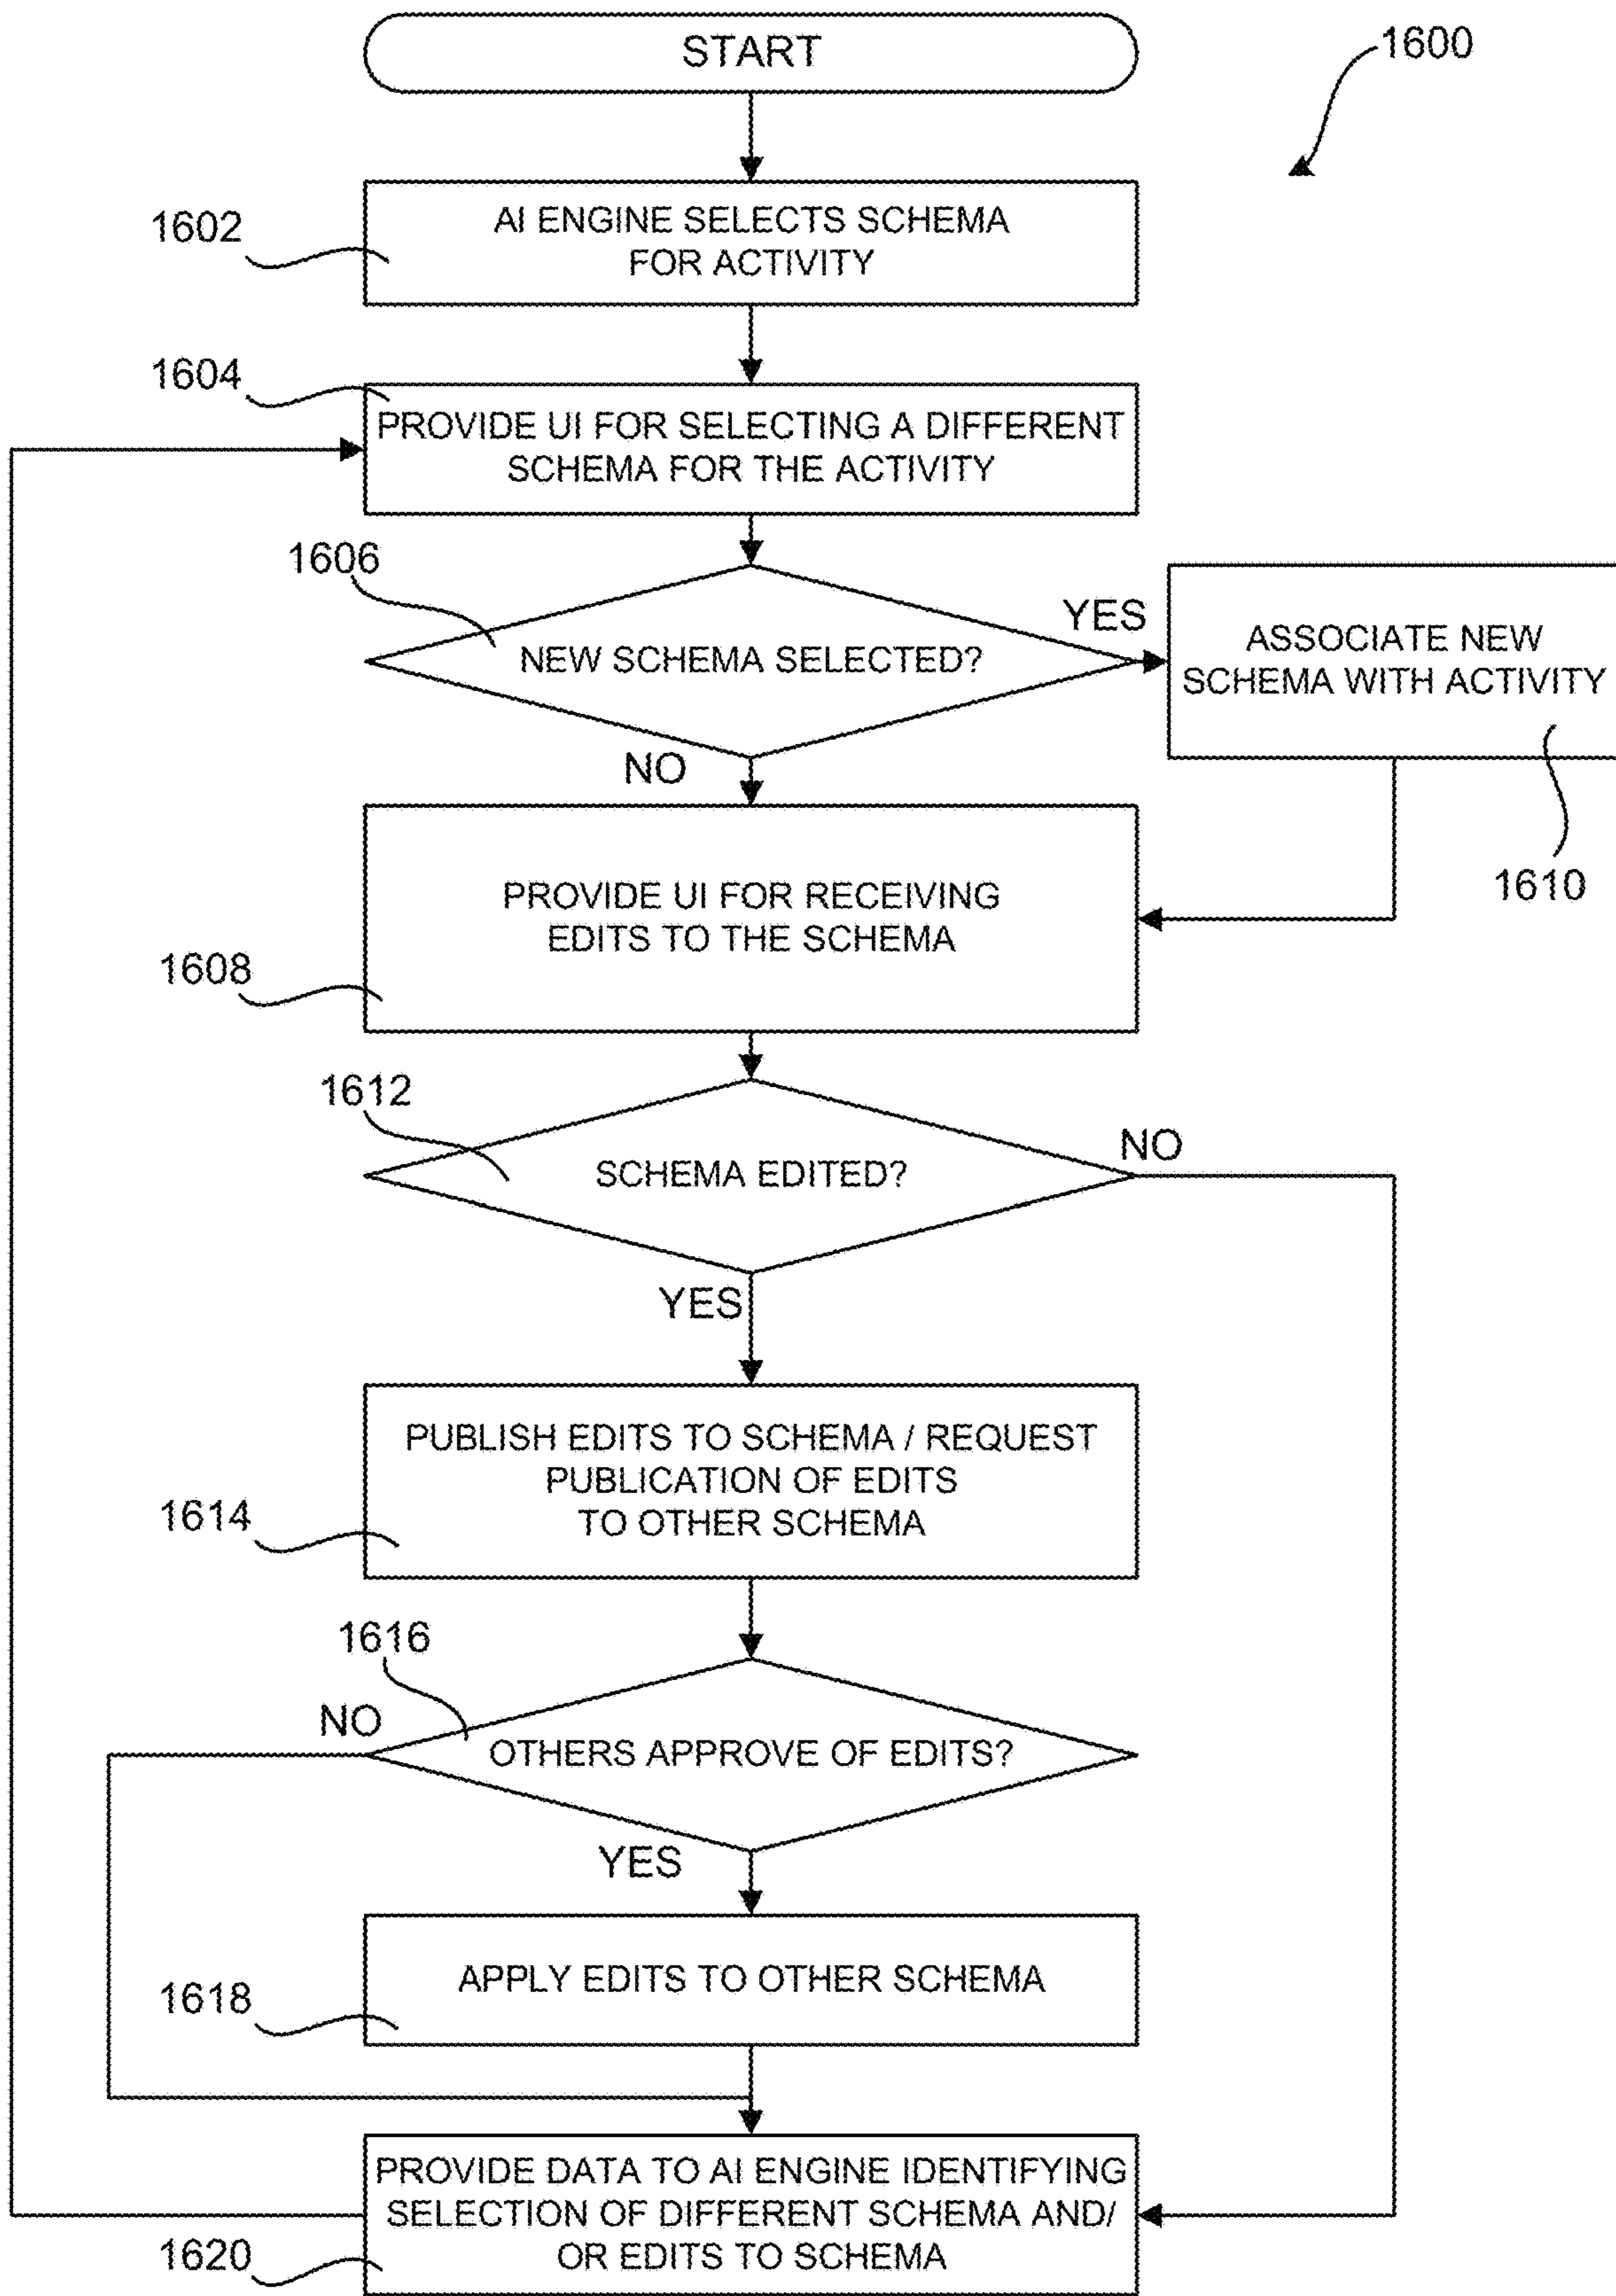 START
1600
1602
AI ENGINE SELECTS SCHEMA
FOR ACTIVITY
1604
PROVIDE UI FOR SELECTING A DIFFERENT
SCHEMA FOR THE ACTIVITY
1606
NEW SCHEMA SELECTED?
YES
ASSOCIATE NEW
SCHEMA WITH ACTIVITY
1610
NO
PROVIDE UI FOR RECEIVING
EDITS TO THE SCHEMA
1608
1612
SCHEMA EDITED?
NO
YES
PUBLISH EDITS TO SCHEMA / REQUEST
PUBLICATION OF EDITS
TO OTHER SCHEMA
1614
1616
NO
OTHERS APPROVE OF EDITS?
YES
APPLY EDITS TO OTHER SCHEMA
1618
PROVIDE DATA TO AI ENGINE IDENTIFYING
SELECTION OF DIFFERENT SCHEMA AND/
OR EDITS TO SCHEMA
1620